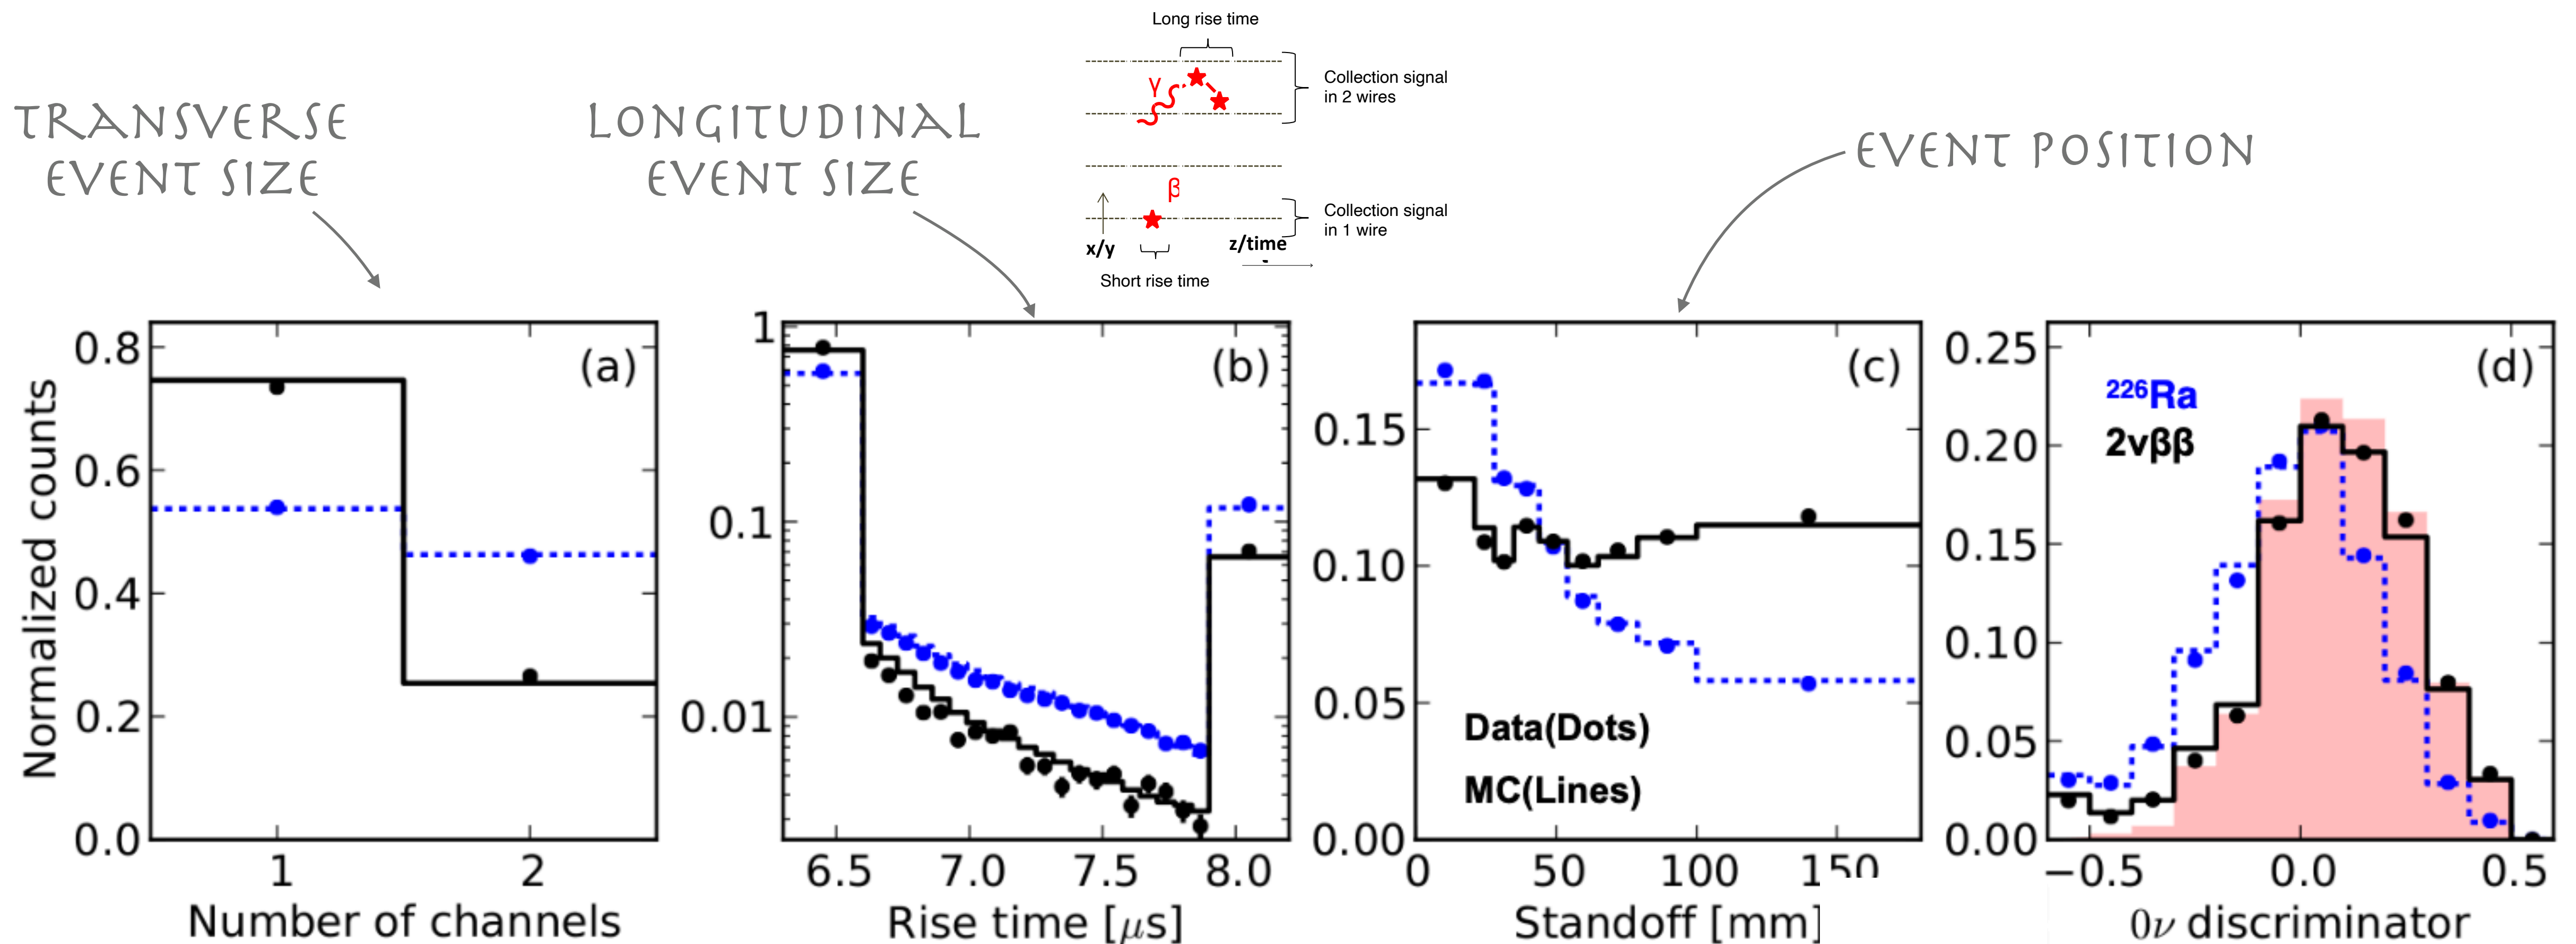 Long rise time
γ
Collection signal
in 2 wires
TRANSVERSE
EVENT SIZE
LONGITUDINAL
EVENT SIZE
EVENT POSITION
β
Collection signal
in 1 wire
x/y
z/time
Short rise time
Normalized counts
0.8
0.6
0.4
0.2
0.0
(a)
1
2
Number of channels
1
0.1
0.01
(b)
6.5 7.0 7.5 8.0
Rise time [μs]
0.15
0.10
0.05
0.00
(c)
Data(Dots)
MC(Lines)
0 50 100 150
Standoff [mm]
0.25
0.20
0.15
0.10
0.05
0.00
(d)
²²⁶Ra
2νββ
−0.5 0.0 0.5
0ν discriminator